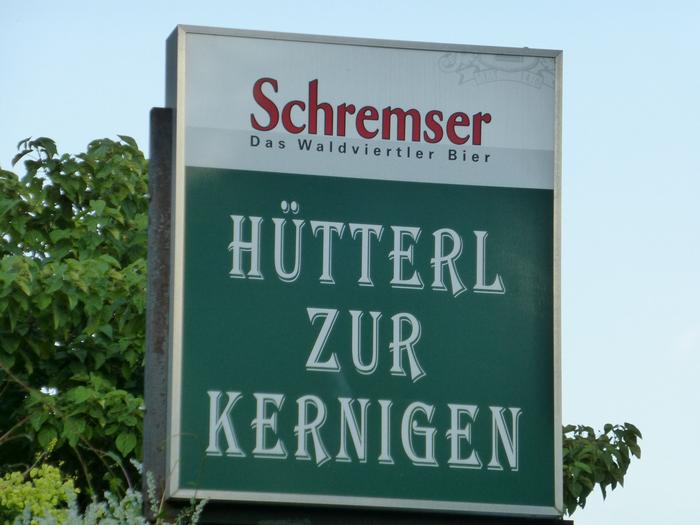 Schremser
Das Waldviertler Bier
HÜTTERL
ZUR
KERNIGEN